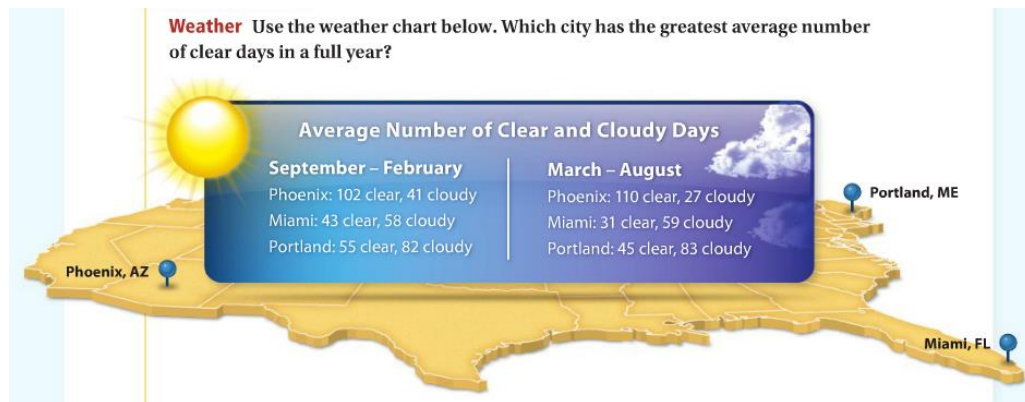 Weather Use the weather chart below. Which city has the greatest average number
of clear days in a full year?
Average Number of Clear and Cloudy Days
September – February
Phoenix: 102 clear, 41 cloudy
Miami: 43 clear, 58 cloudy
Portland: 55 clear, 82 cloudy
March – August
Phoenix: 110 clear, 27 cloudy
Miami: 31 clear, 59 cloudy
Portland: 45 clear, 83 cloudy
Portland, ME
Phoenix, AZ
Miami, FL